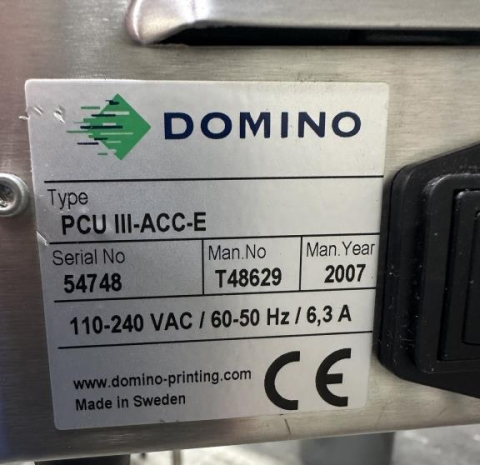 DOMINO
Type
PCU III-ACC-E
Serial No Man.No Man.Year
54748 T48629 2007
110-240 VAC / 60-50 Hz / 6,3 A
www.domino-printing.com
Made in Sweden
CE